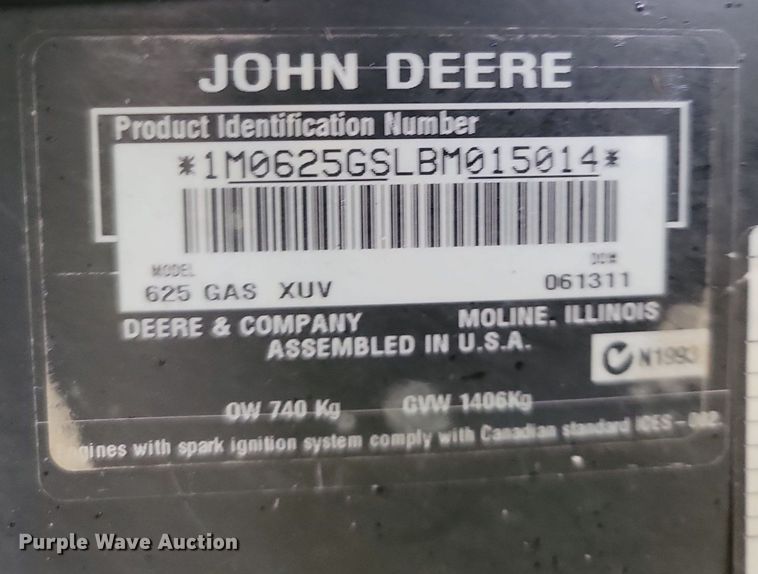 JOHN DEERE
Product Identification Number
*1M0625GSLBM015014*
MODEL
DOM
625 GAS XUV
061311
DEERE & COMPANY
MOLINE, ILLINOIS
ASSEMBLED IN U.S.A.
N1993
OW 740 Kg
GVW 1406Kg
Engines with spark ignition system comply with Canadian standard ICES-002
Purple Wave Auction